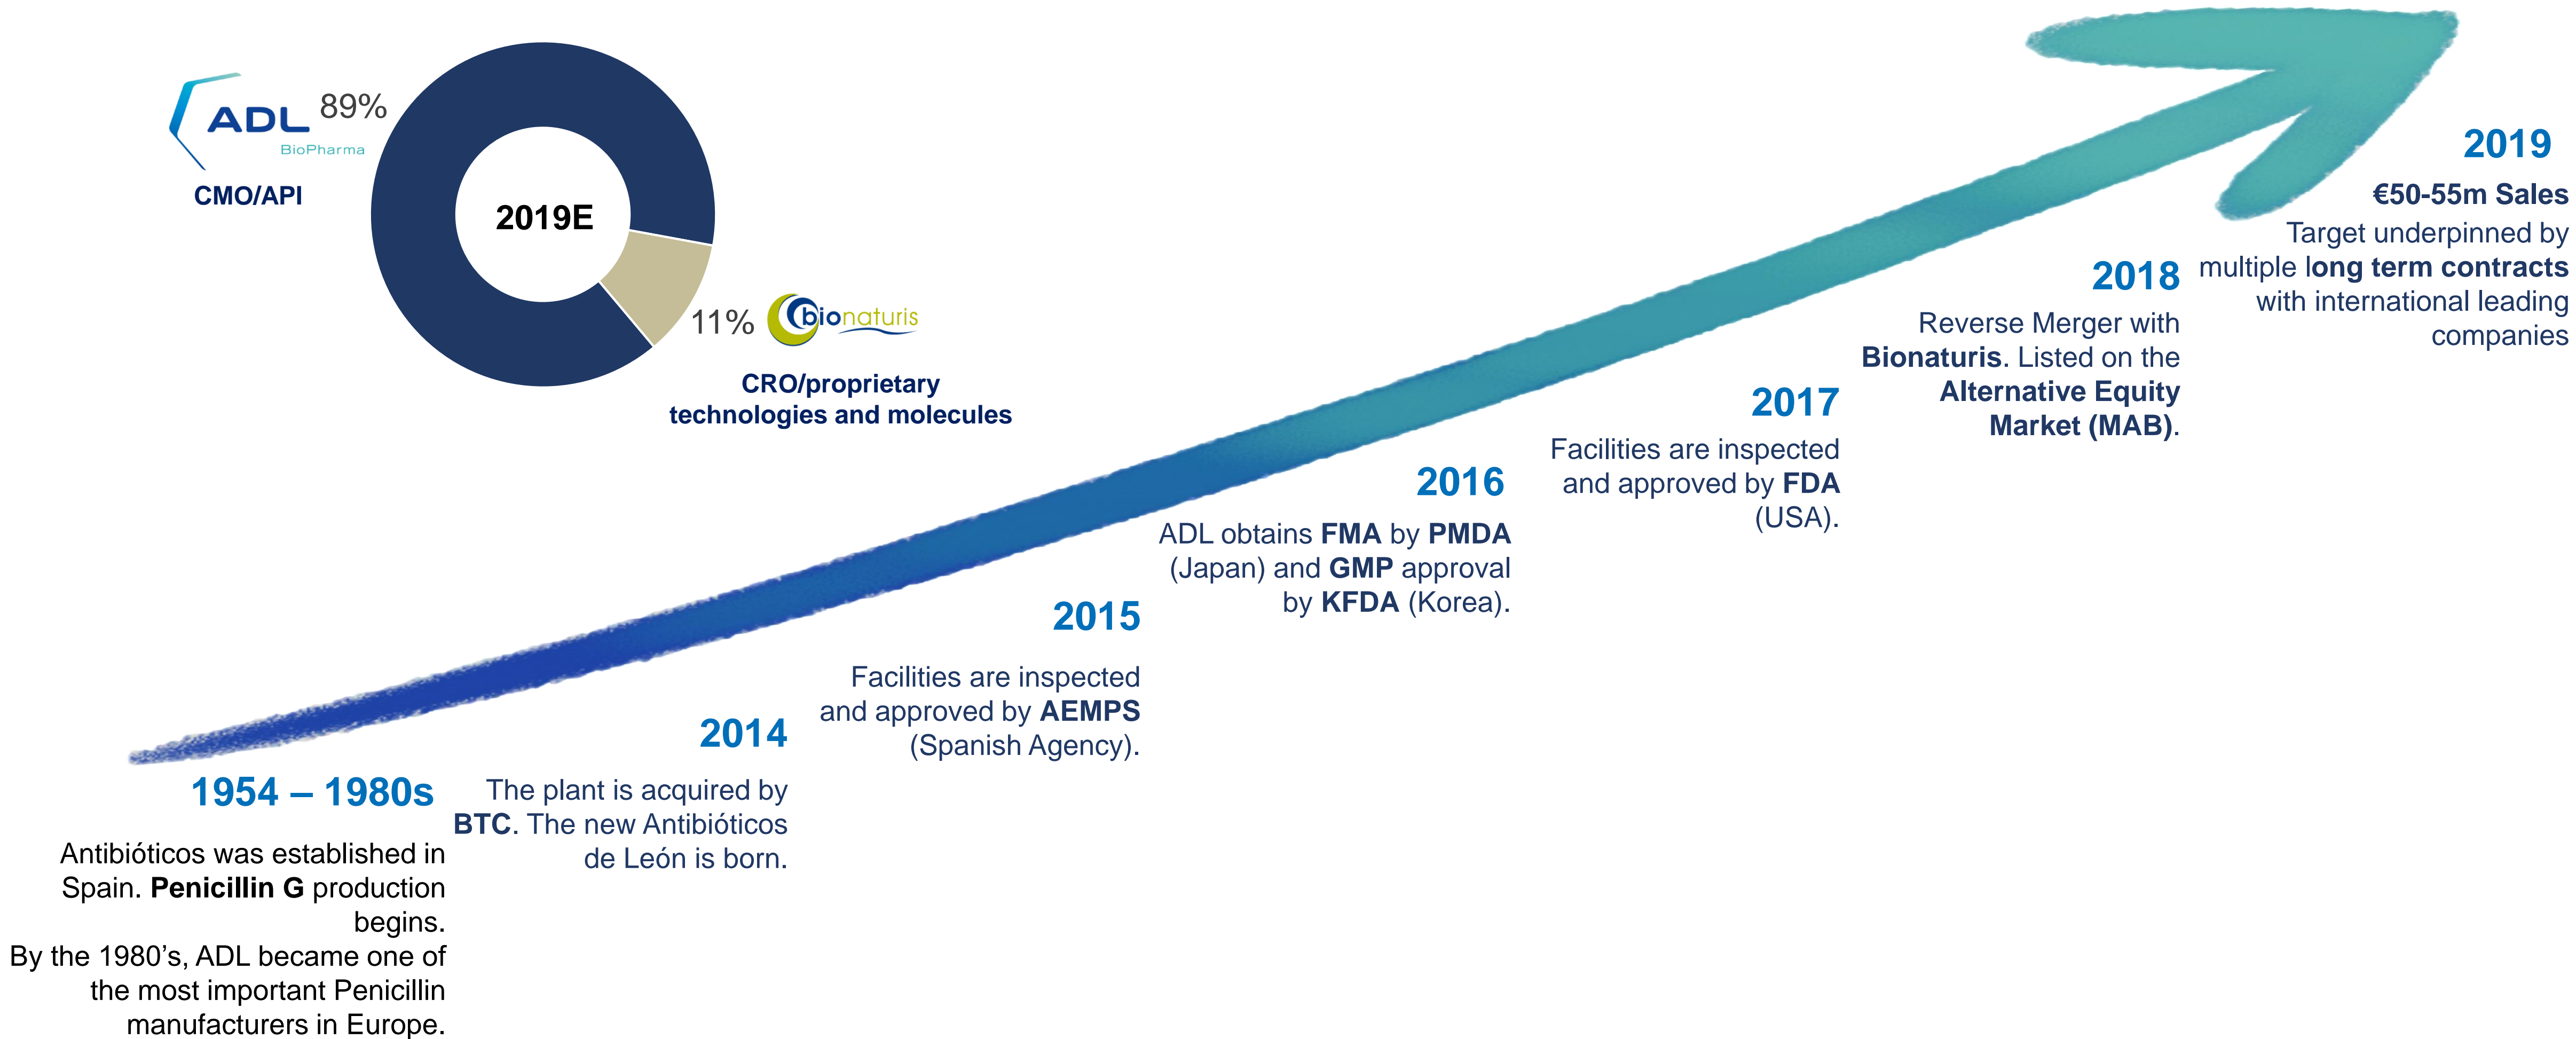 ADL 89%
BioPharma
CMO/API
2019E
11% bionaturis
CRO/proprietary
technologies and molecules
1954 – 1980s
Antibióticos was established in
Spain. Penicillin G production
begins.
By the 1980’s, ADL became one of
the most important Penicillin
manufacturers in Europe.
2014
The plant is acquired by
BTC. The new Antibióticos
de León is born.
2015
Facilities are inspected
and approved by AEMPS
(Spanish Agency).
2016
ADL obtains FMA by PMDA
(Japan) and GMP approval
by KFDA (Korea).
2017
Facilities are inspected
and approved by FDA
(USA).
2018
Reverse Merger with
Bionaturis. Listed on the
Alternative Equity
Market (MAB).
2019
€50-55m Sales
Target underpinned by
multiple long term contracts
with international leading
companies